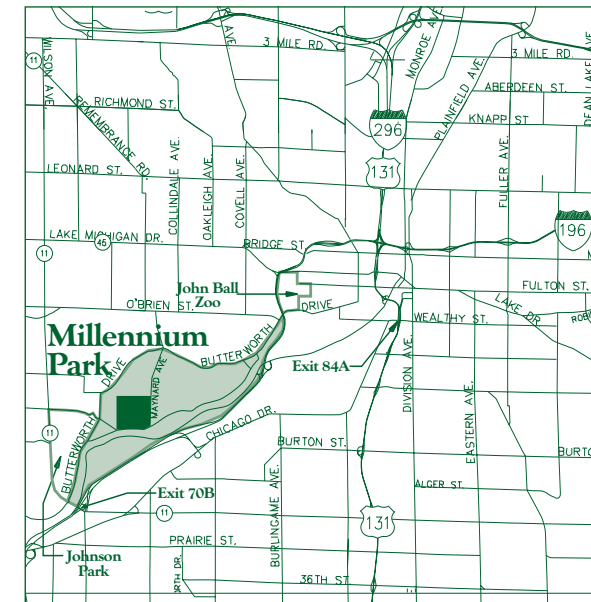 AVE.
3 MILE RD.
MONROE AVE.
3 MILE RD.
DEAN LAKE AVE.
WILSON AVE.
11
PLAINFIELD AVE.
ABERDEEN ST.
RICHMOND ST.
REMEMBRANCE RD.
296
KNAPP ST
131
LEONARD ST.
COLLINDALE AVE.
OAKLEIGH AVE.
COVELL AVE.
FULLER AVE.
196
LAKE MICHIGAN DR.
45
BRIDGE ST.
11
John Ball
Zoo
FULTON ST.
O'BRIEN ST.
DRIVE
LAKE DR
WEALTHY ST.
Millennium
Park
BUTTERWORTH
DRIVE
MAYNARD AVE
Exit 84A
DIVISION AVE.
EASTERN AVE.
CHICAGO DR.
11
BUTTERWORTH
BURTON ST.
ALGER ST.
BURLINGAME AVE.
Exit 70B
11
131
PRAIRIE ST.
Johnson
Park
36TH ST